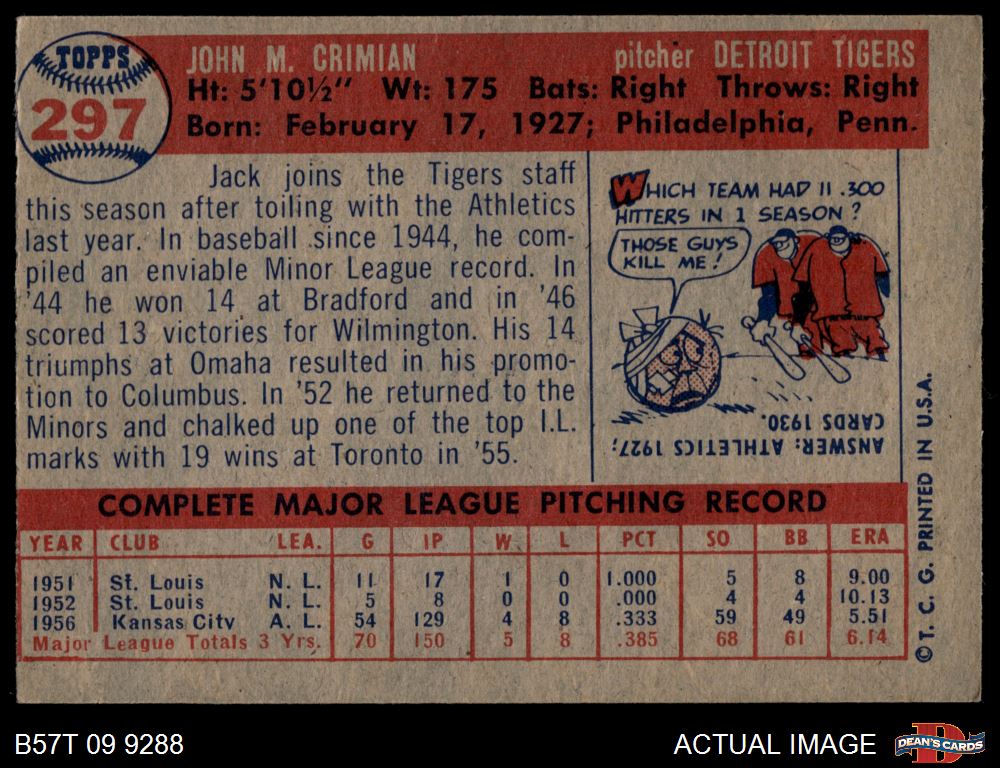 TOPPS
297
JOHN M. CRIMIAN pitcher DETROIT TIGERS
Ht: 5'10½" Wt: 175 Bats: Right Throws: Right
Born: February 17, 1927; Philadelphia, Penn.
Jack joins the Tigers staff
this season after toiling with the Athletics
last year. In baseball since 1944, he com-
piled an enviable Minor League record. In
'44 he won 14 at Bradford and in '46
scored 13 victories for Wilmington. His 14
triumphs at Omaha resulted in his promo-
tion to Columbus. In '52 he returned to the
Minors and chalked up one of the top I.L.
marks with 19 wins at Toronto in '55.
WHICH TEAM HAD 11 .300
HITTERS IN 1 SEASON?
THOSE GUYS
KILL ME!
ANSWER: ATHLETICS 1927;
CARDS 1930.
COMPLETE MAJOR LEAGUE PITCHING RECORD
YEAR CLUB LEA. G IP W L PCT SO BB ERA
1951 St. Louis N. L. 11 17 1 0 1.000 5 8 9.00
1952 St. Louis N. L. 5 8 0 0 .000 4 4 10.13
1956 Kansas City A. L. 54 129 4 8 .333 59 49 5.51
Major League Totals 3 Yrs. 70 150 5 8 .385 68 61 6.14
© T. C. G. PRINTED IN U.S.A.
B57T 09 9288
ACTUAL IMAGE
DEAN'S CARDS